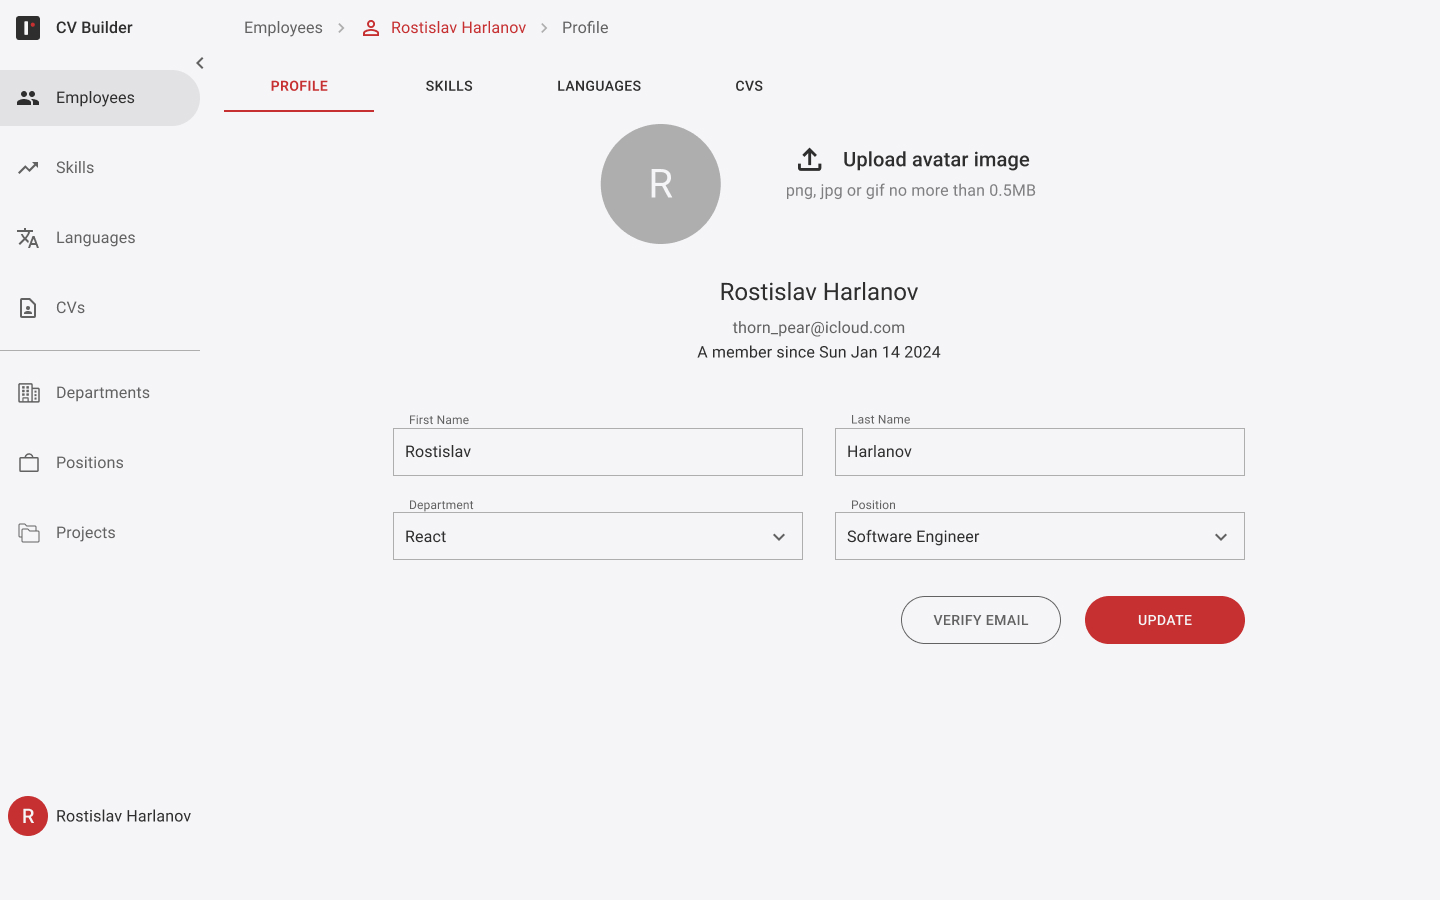 CV Builder
Employees
Skills
Languages
CVs
Departments
Positions
Projects
R
Rostislav Harlanov
Employees
Rostislav Harlanov
Profile
PROFILE
SKILLS
LANGUAGES
CVS
R
Upload avatar image
png, jpg or gif no more than 0.5MB
Rostislav Harlanov
thorn_pear@icloud.com
A member since Sun Jan 14 2024
First Name
Rostislav
Last Name
Harlanov
Department
React
Position
Software Engineer
VERIFY EMAIL
UPDATE